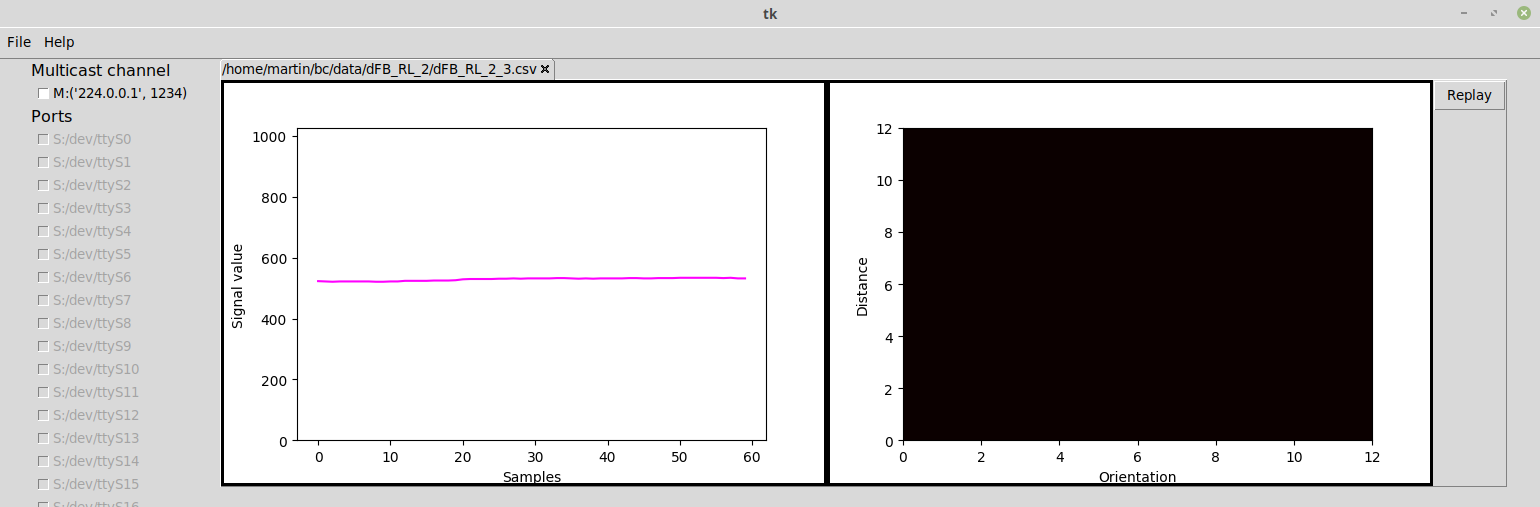 tk
File Help
Multicast channel
M:('224.0.0.1', 1234)
Ports
S:/dev/ttyS0
S:/dev/ttyS1
S:/dev/ttyS2
S:/dev/ttyS3
S:/dev/ttyS4
S:/dev/ttyS5
S:/dev/ttyS6
S:/dev/ttyS7
S:/dev/ttyS8
S:/dev/ttyS9
S:/dev/ttyS10
S:/dev/ttyS11
S:/dev/ttyS12
S:/dev/ttyS13
S:/dev/ttyS14
S:/dev/ttyS15
S:/dev/ttyS16
/home/martin/bc/data/dFB_RL_2/dFB_RL_2_3.csv
Signal value
1000
800
600
400
200
0
0 10 20 30 40 50 60
Samples
Distance
12
10
8
6
4
2
0
0 2 4 6 8 10 12
Orientation
Replay